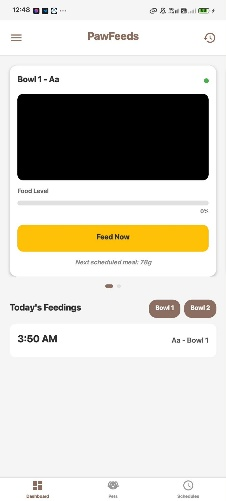 12:48
PawFeeds
Bowl 1 - Aa
Food Level
0%
Feed Now
Next scheduled meal: 76g
Today's Feedings
Bowl 1
Bowl 2
3:50 AM
Aa - Bowl 1
Dashboard
Pets
Schedules